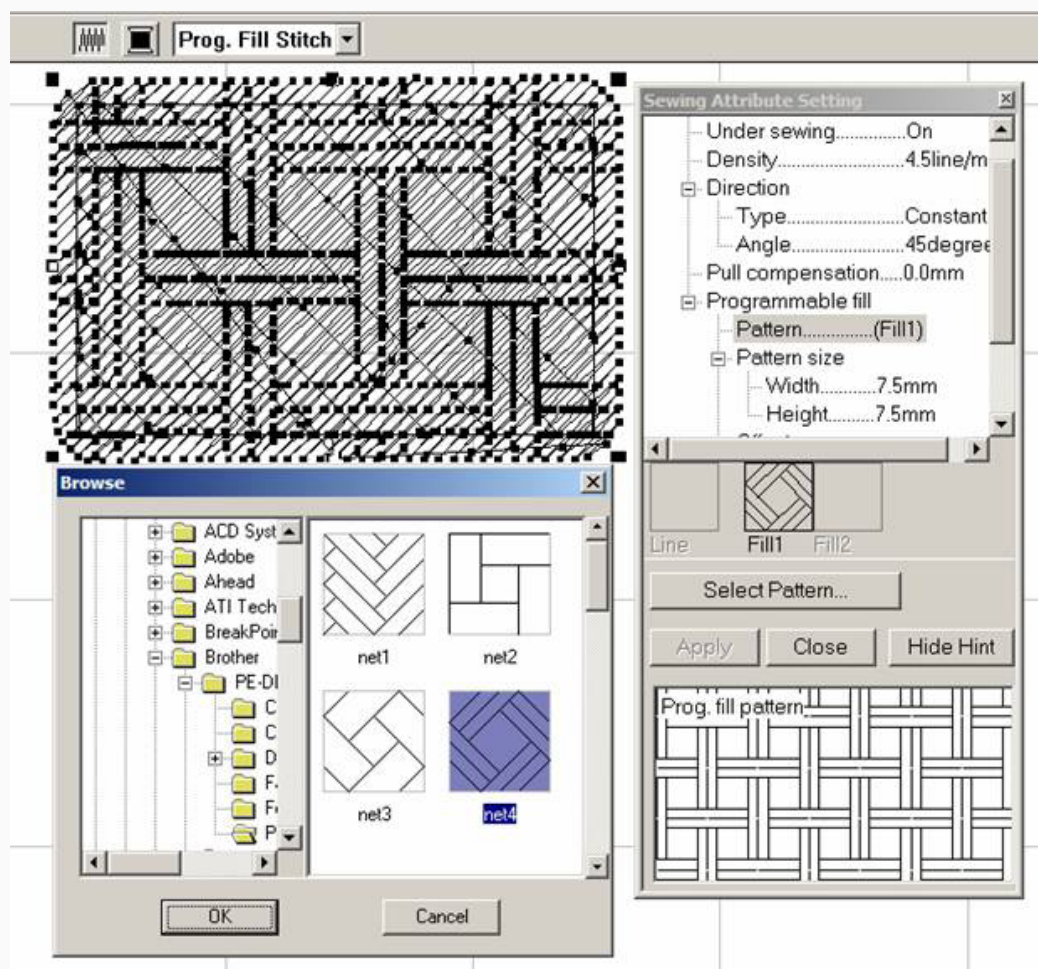 Prog. Fill Stitch
Sewing Attribute Setting
Under sewing.............On
Density.......................4.5line/m
Direction
Type.....................Constant
Angle....................45degree
Pull compensation....0.0mm
Programmable fill
Pattern.............(Fill1)
Pattern size
Width..........7.5mm
Height........7.5mm
Line
Fill1
Fill2
Select Pattern...
Apply
Close
Hide Hint
Prog. fill pattern
Browse
ACD Syst
Adobe
Ahead
ATI Tech
BreakPoin
Brother
PE-DI
C
C
D
F
P
net1
net2
net3
net4
OK
Cancel